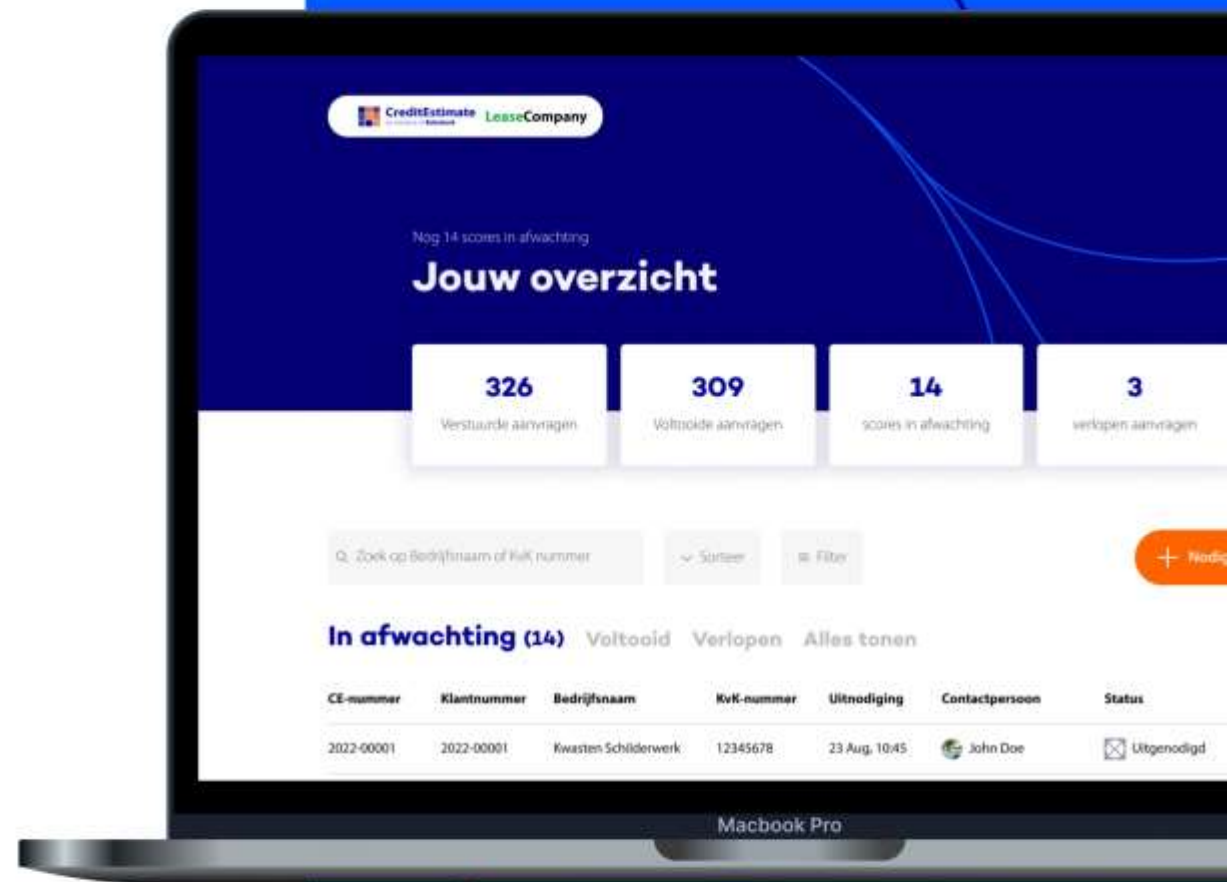 CreditEstimate LeaseCompany
Nog 14 scores in afwachting
Jouw overzicht
326
Verstuurde aanvragen
309
Voltooide aanvragen
14
scores in afwachting
3
verlopen aanvragen
Zoek op Bedrijfsnaam of KvK nummer
Sorteer
Filter
Nodig
In afwachting (14) Voltooid Verlopen Alles tonen
CE-nummer Klantnummer Bedrijfsnaam KvK-nummer Uitnodiging Contactpersoon Status
2022-00001 2022-00001 Kwasten Schilderwerk 12345678 23 Aug, 10:45 John Doe Uitgenodigd
Macbook Pro